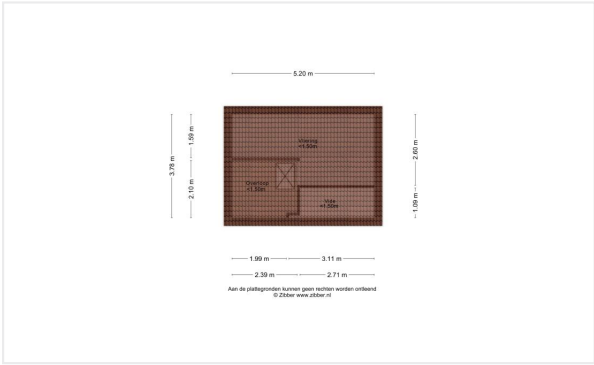 5.20 m
1.59 m
3.78 m
2.10 m
2.60 m
1.09 m
Vliering
<1.50m
Overloop
<1.50m
Vide
<1.50m
1.99 m
3.11 m
2.39 m
2.71 m
Aan de plattegronden kunnen geen rechten worden ontleend
© Zibber www.zibber.nl